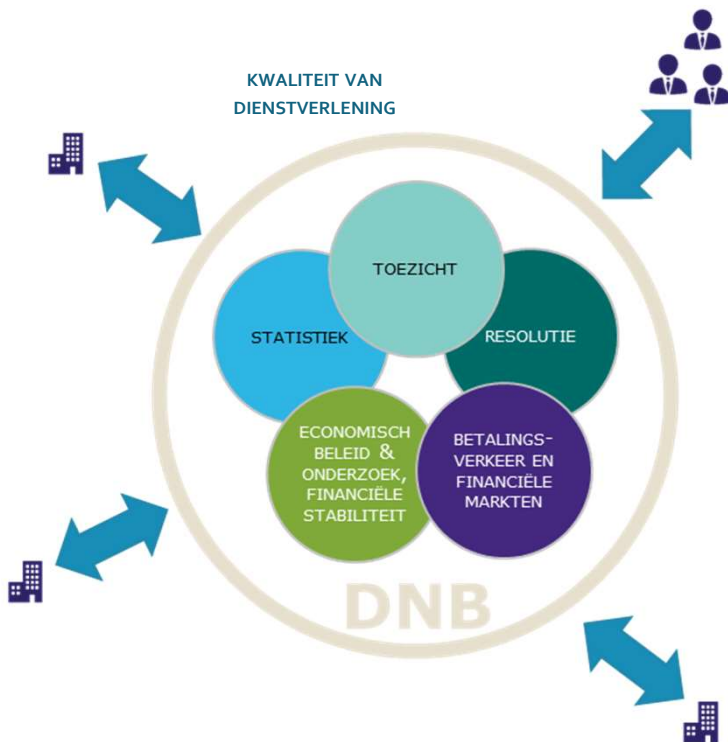 KWALITEIT VAN
DIENSTVERLENING
TOEZICHT
STATISTIEK
RESOLUTIE
ECONOMISCH
BELEID &
ONDERZOEK,
FINANCIËLE
STABILITEIT
BETALINGS-
VERKEER EN
FINANCIËLE
MARKTEN
DNB